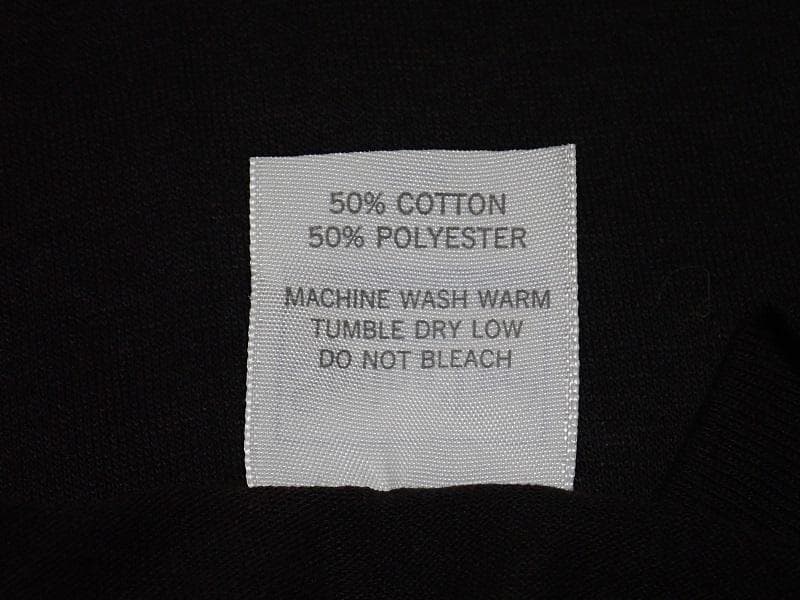 50% COTTON
50% POLYESTER
MACHINE WASH WARM
TUMBLE DRY LOW
DO NOT BLEACH